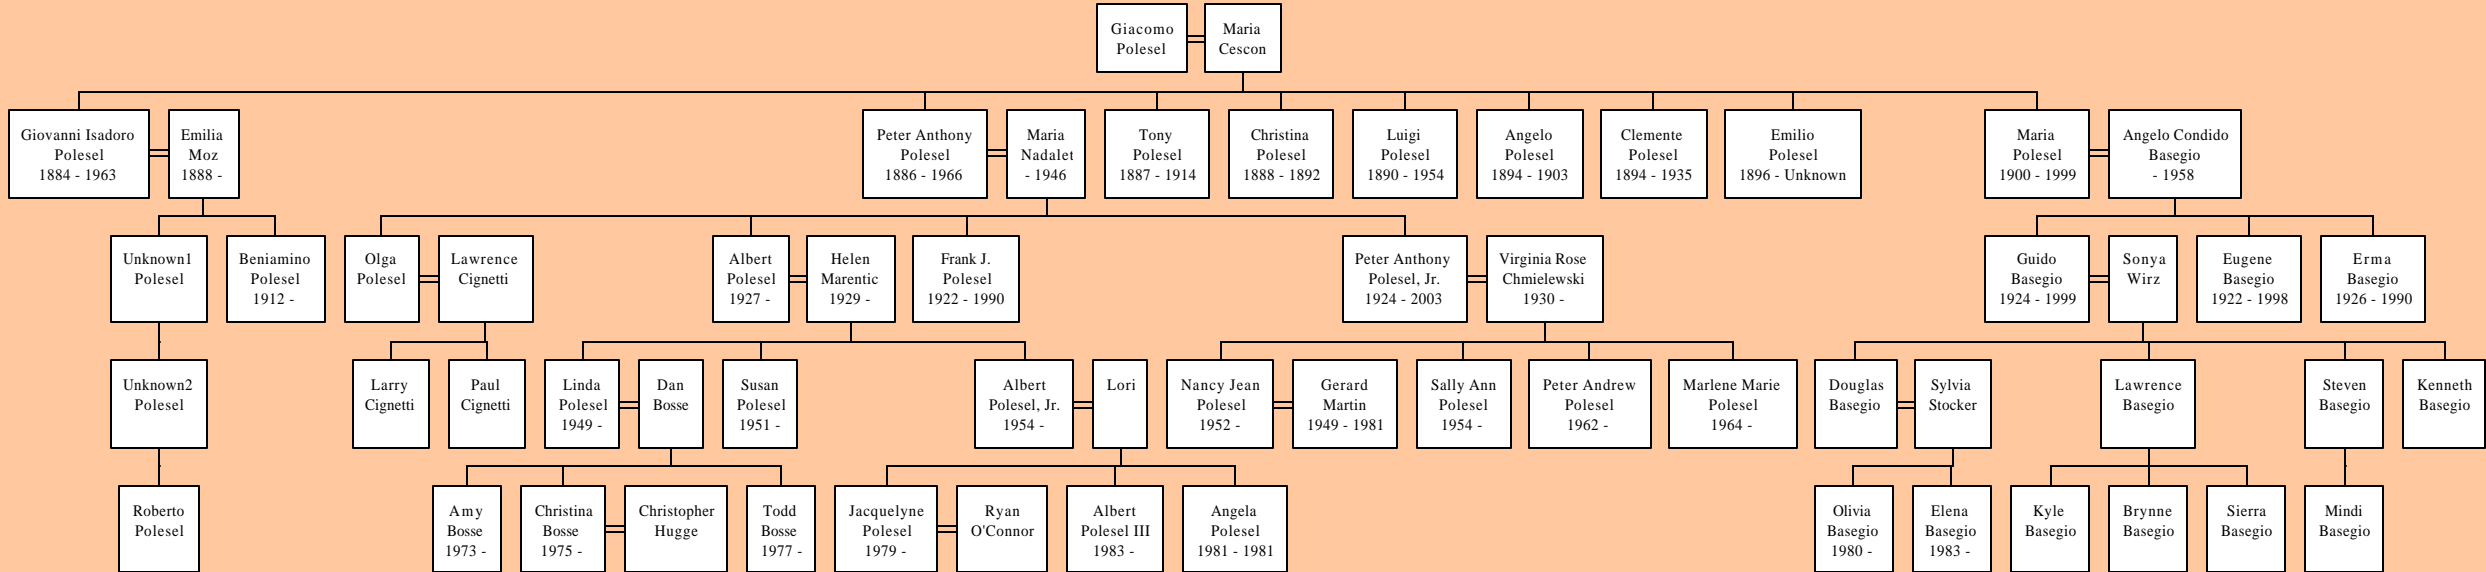 Giacomo
Polesel
Maria
Cescon
Giovanni Isadoro
Polesel
1884 - 1963
Emilia
Moz
1888 -
Peter Anthony
Polesel
1886 - 1966
Maria
Nadalet
- 1946
Tony
Polesel
1887 - 1914
Christina
Polesel
1888 - 1892
Luigi
Polesel
1890 - 1954
Angelo
Polesel
1894 - 1903
Clemente
Polesel
1894 - 1935
Emilio
Polesel
1896 - Unknown
Maria
Polesel
1900 - 1999
Angelo Condido
Basegio
- 1958
Unknown1
Polesel
Beniamino
Polesel
1912 -
Olga
Polesel
Lawrence
Cignetti
Albert
Polesel
1927 -
Helen
Marentic
1929 -
Frank J.
Polesel
1922 - 1990
Peter Anthony
Polesel, Jr.
1924 - 2003
Virginia Rose
Chmielewski
1930 -
Guido
Basegio
1924 - 1999
Sonya
Wirz
Eugene
Basegio
1922 - 1998
Erma
Basegio
1926 - 1990
Unknown2
Polesel
Larry
Cignetti
Paul
Cignetti
Linda
Polesel
1949 -
Dan
Bosse
Susan
Polesel
1951 -
Albert
Polesel, Jr.
1954 -
Lori
Nancy Jean
Polesel
1952 -
Gerard
Martin
1949 - 1981
Sally Ann
Polesel
1954 -
Peter Andrew
Polesel
1962 -
Marlene Marie
Polesel
1964 -
Douglas
Basegio
Sylvia
Stocker
Lawrence
Basegio
Steven
Basegio
Kenneth
Basegio
Roberto
Polesel
Amy
Bosse
1973 -
Christina
Bosse
1975 -
Christopher
Hugge
Todd
Bosse
1977 -
Jacquelyne
Polesel
1979 -
Ryan
O'Connor
Albert
Polesel III
1983 -
Angela
Polesel
1981 - 1981
Olivia
Basegio
1980 -
Elena
Basegio
1983 -
Kyle
Basegio
Brynne
Basegio
Sierra
Basegio
Mindi
Basegio